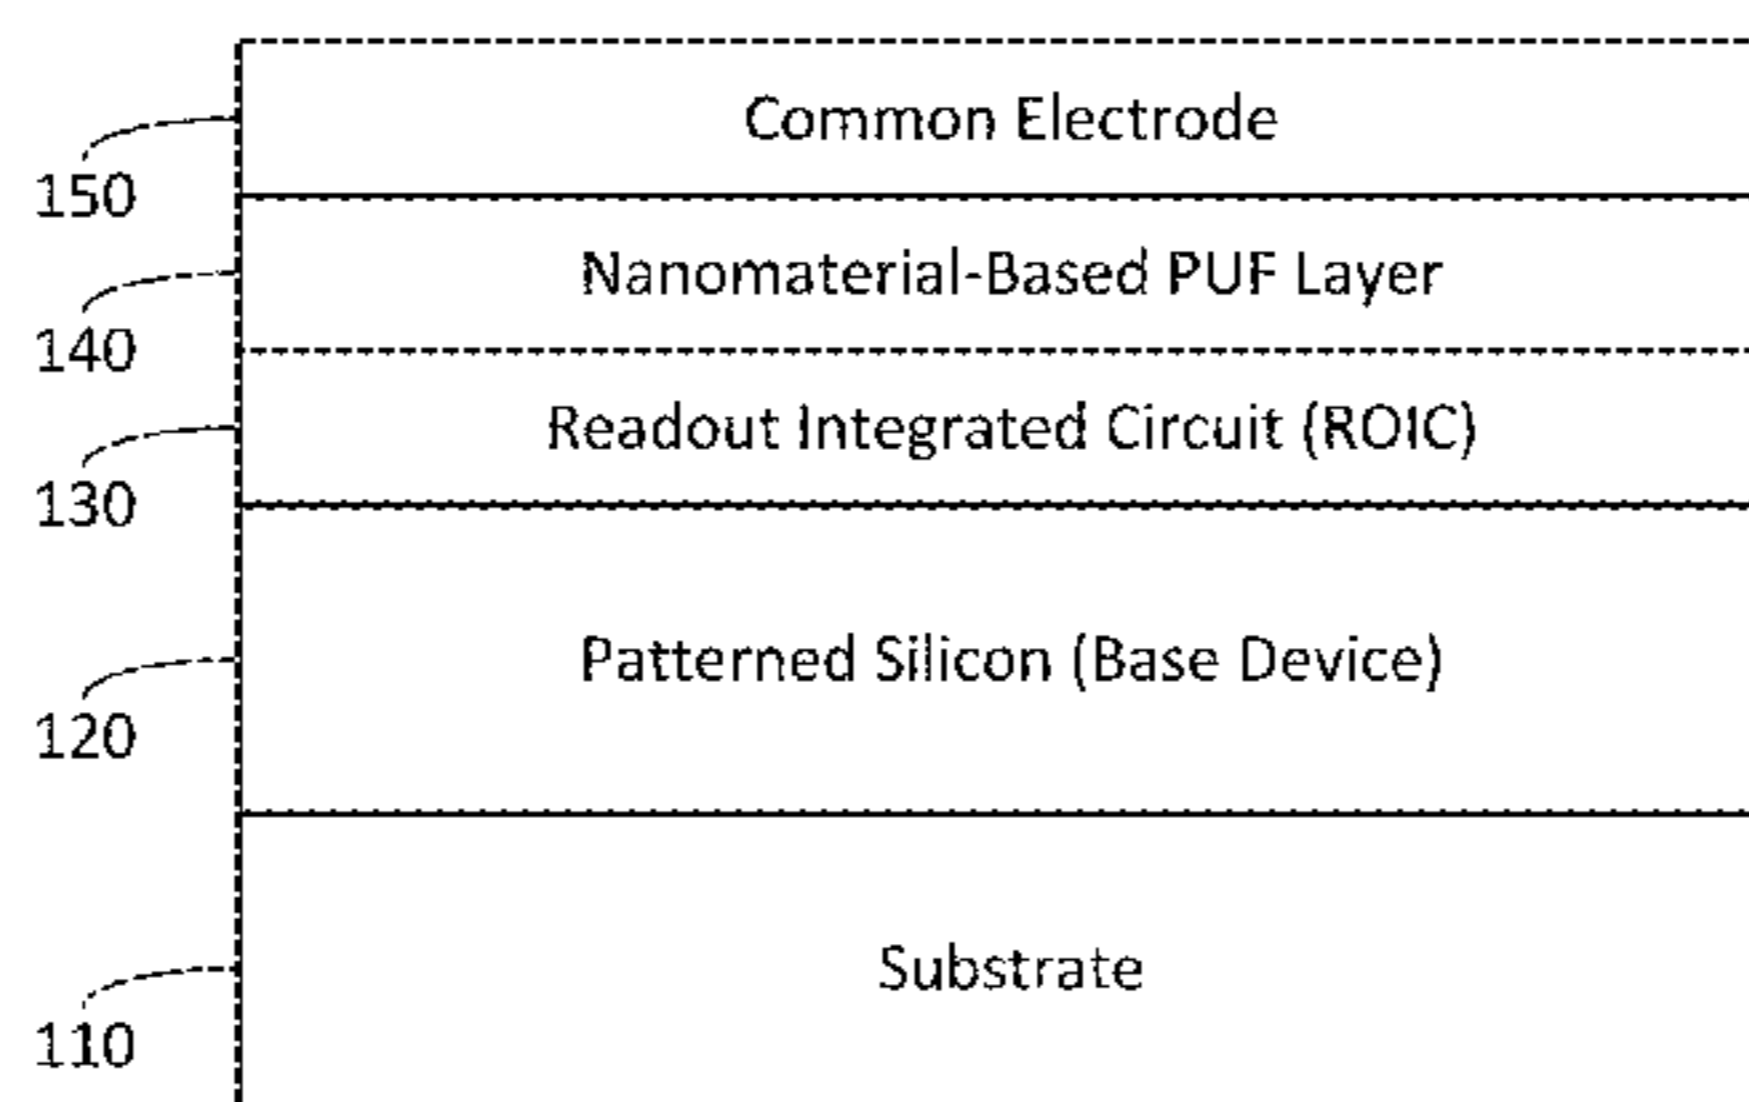 Common Electrode
150
Nanomaterial-Based PUF Layer
140
Readout Integrated Circuit (ROIC)
130
Patterned Silicon (Base Device)
120
Substrate
110